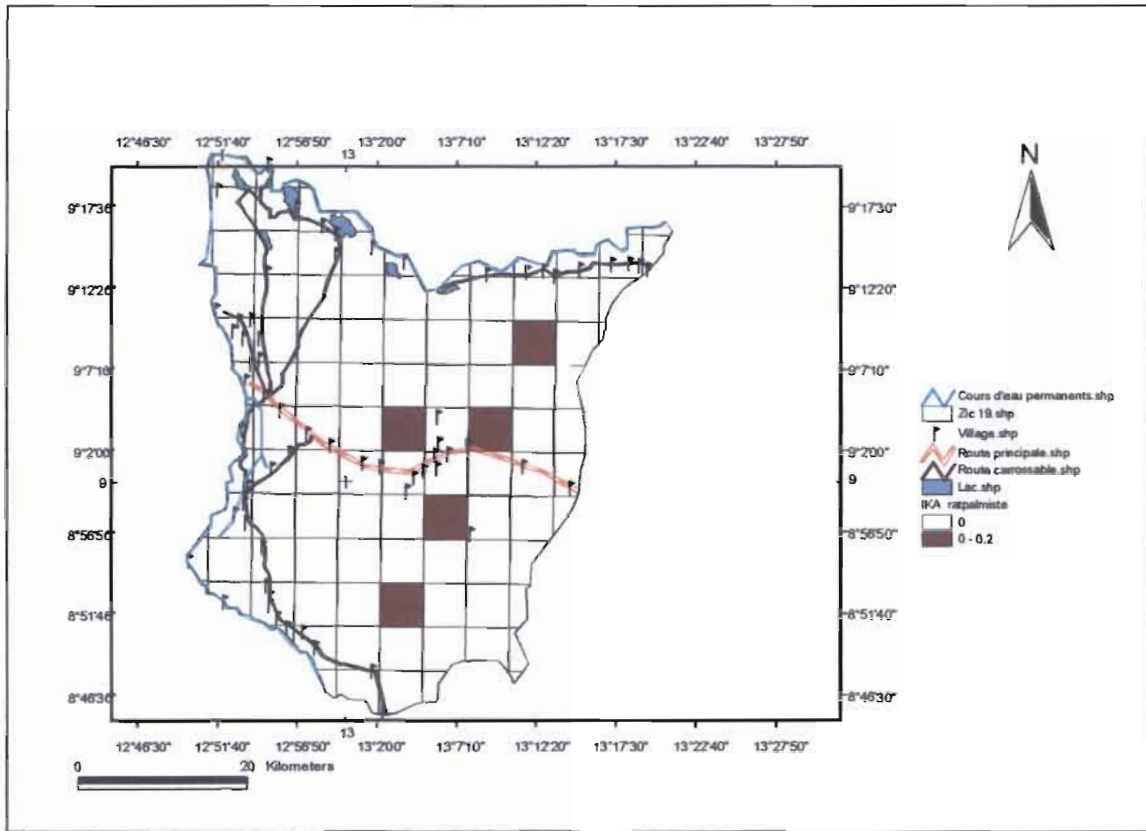 12°46'30" 12°51'40" 12°56'50" 13°2'00" 13°7'10" 13°12'20" 13°17'30" 13°22'40" 13°27'50"
13
N
9°17'30" 9°17'30"
9°12'20" 9°12'20"
9°7'10" 9°7'10"
9°2'00" 9°2'00"
9 9
8°56'50" 8°56'50"
8°51'40" 8°51'40"
8°46'30" 8°46'30"
Cours d'eau permanents.shp
Zic 19.shp
Village.shp
Route principale.shp
Route carrossable.shp
Lac.shp
IKA ratpalmiste
0
0 - 0.2
13
12°46'30" 12°51'40" 12°56'50" 13°2'00" 13°7'10" 13°12'20" 13°17'30" 13°22'40" 13°27'50"
0 20 Kilometers